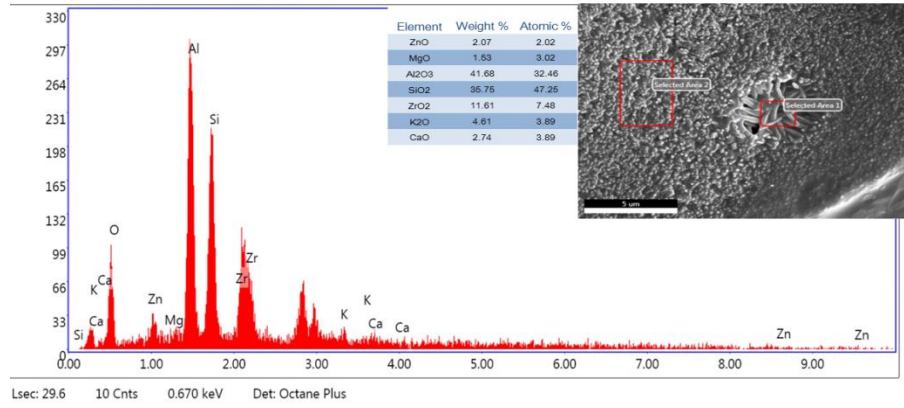 330
297
264
231
198
165
132
99
66
33
0
0.00 1.00 2.00 3.00 4.00 5.00 6.00 7.00 8.00 9.00
Si
K
Ca
Ca
O
Zn
Mg
Al
Si
Zr
Zr
K
K
Ca
Ca
Zn
Zn
Element Weight % Atomic %
ZnO 2.07 2.02
MgO 1.53 3.02
Al2O3 41.68 32.46
SiO2 35.75 47.25
ZrO2 11.61 7.48
K2O 4.61 3.89
CaO 2.74 3.89
Selected Area 2
Selected Area 1
5 um
Lsec: 29.6 10 Cnts 0.670 keV Det: Octane Plus